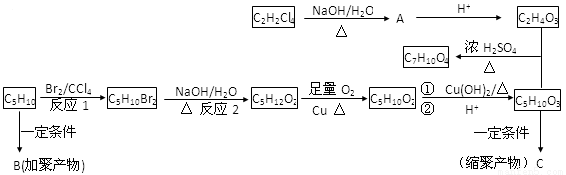 C2H2Cl4 NaOH/H2O △ A H+ C2H4O3
C7H10O4 浓 H2SO4 △
C5H10 Br2/CCl4 反应 1 C5H10Br2 NaOH/H2O △ 反应 2 C5H12O2 足量 O2 Cu △ C5H10O2 ① Cu(OH)2/△ ② H+ C5H10O3
一定条件 一定条件
B(加聚产物) (缩聚产物) C